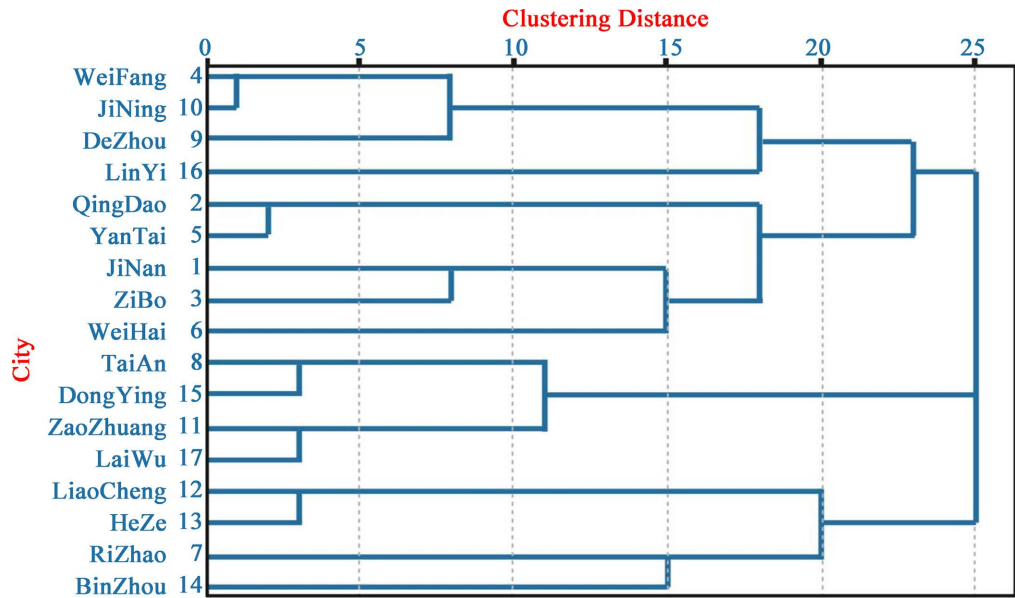 Clustering Distance
0 5 10 15 20 25
WeiFang 4
JiNing 10
DeZhou 9
LinYi 16
QingDao 2
YanTai 5
JiNan 1
ZiBo 3
WeiHai 6
City
TaiAn 8
DongYing 15
ZaoZhuang 11
LaiWu 17
LiaoCheng 12
HeZe 13
RiZhao 7
BinZhou 14